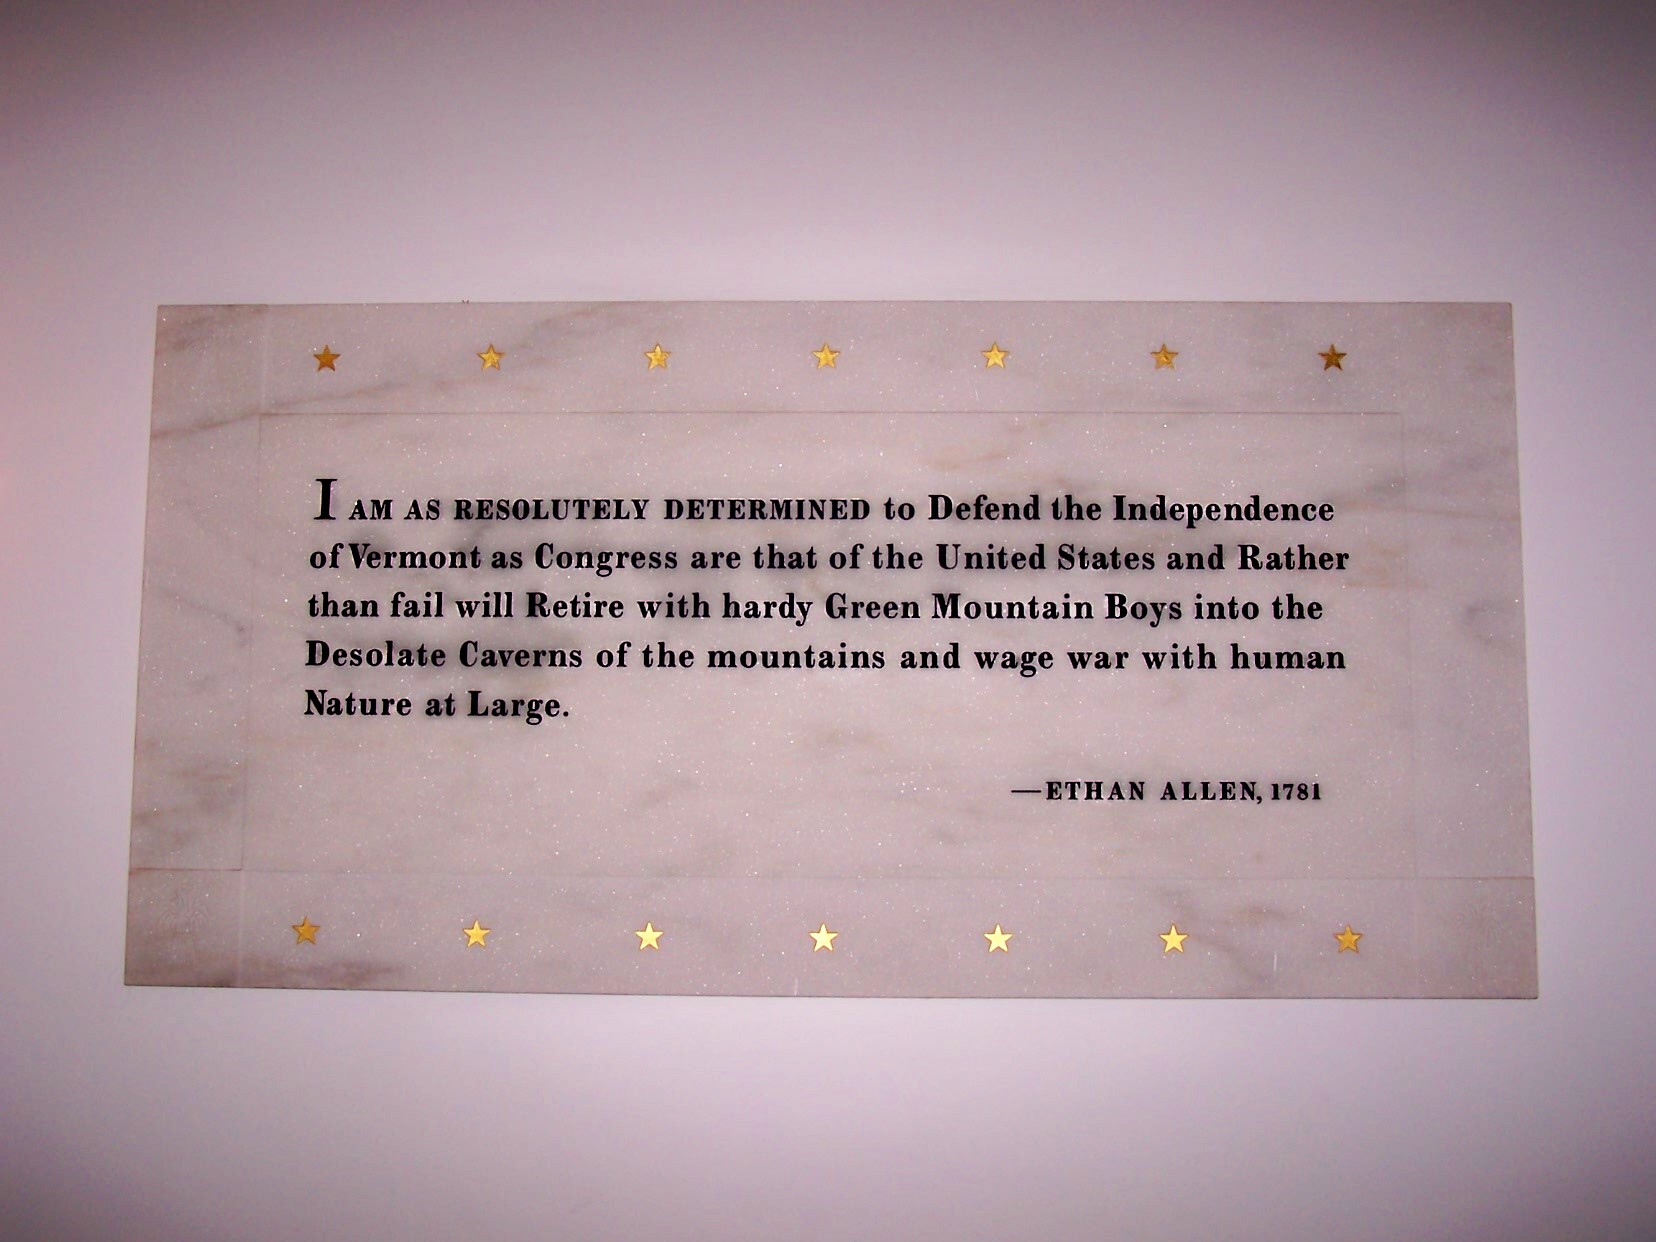 I AM AS RESOLUTELY DETERMINED to Defend the Independence
of Vermont as Congress are that of the United States and Rather
than fail will Retire with hardy Green Mountain Boys into the
Desolate Caverns of the mountains and wage war with human
Nature at Large.
—ETHAN ALLEN, 1781